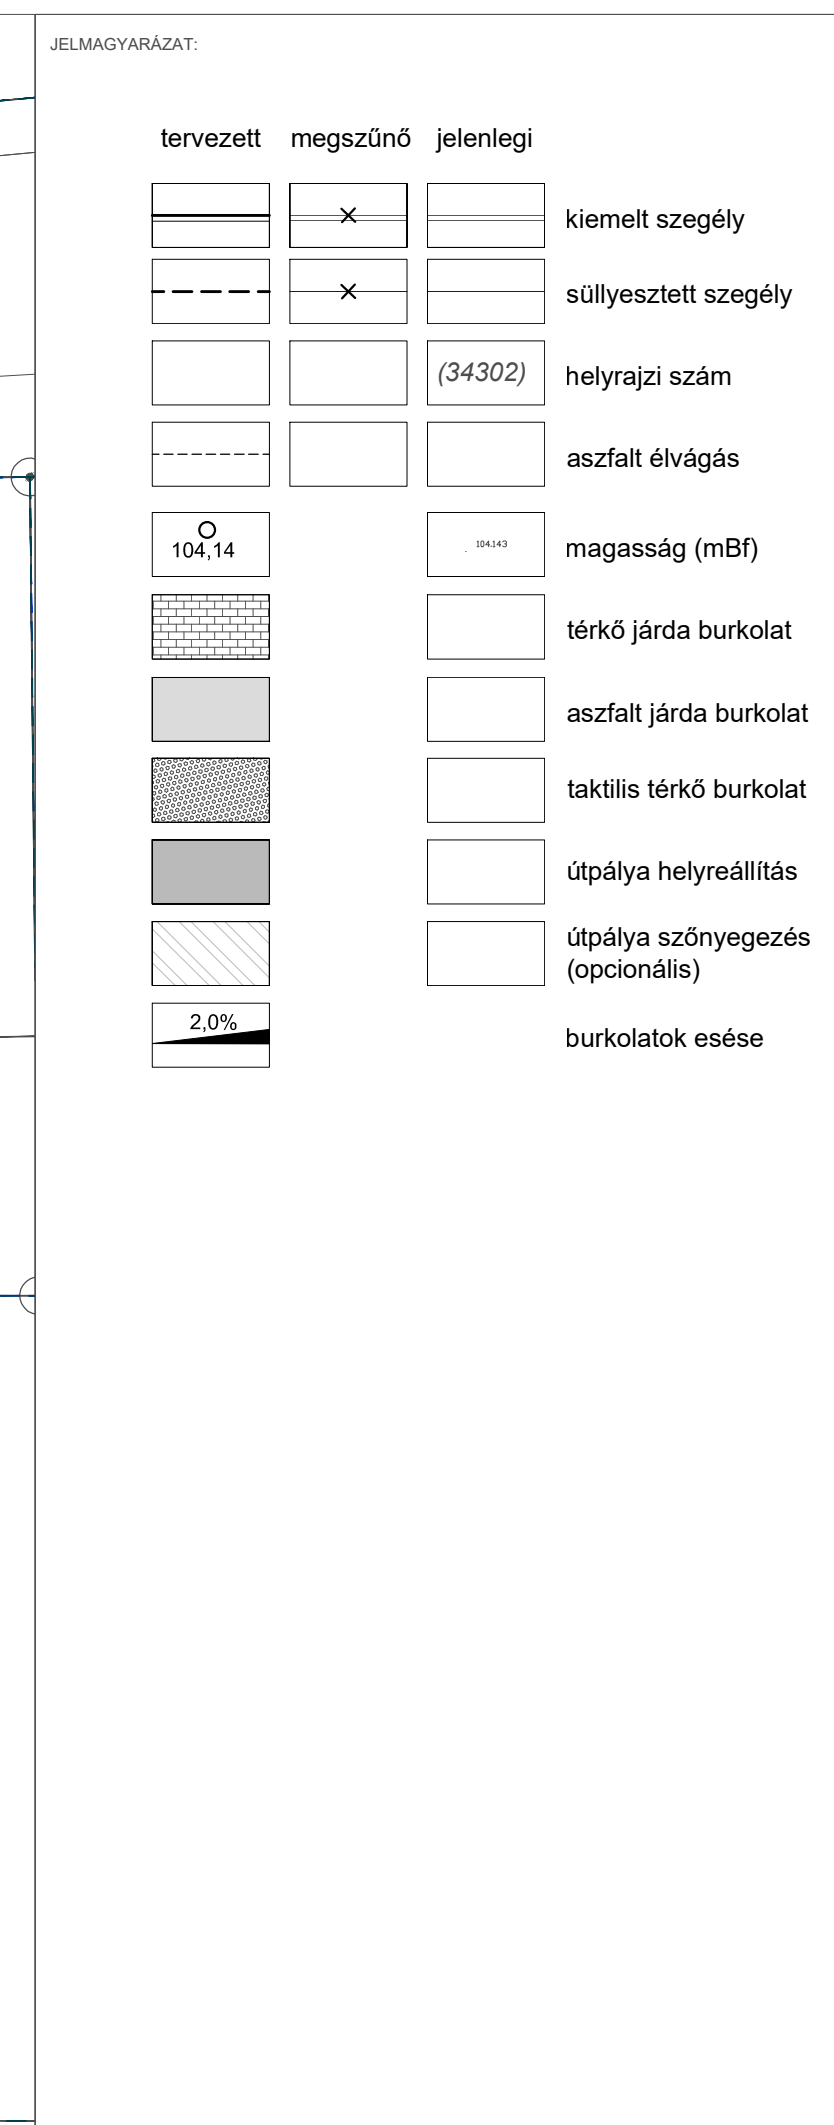 JELMAGYARÁZAT:
tervezett megszűnő jelenlegi
kiemelt szegély
süllyesztett szegély
(34302) helyrajzi szám
aszfalt élvágás
104,14 104.143 magasság (mBf)
térkő járda burkolat
aszfalt járda burkolat
taktilis térkő burkolat
útpálya helyreállítás
útpálya szőnyegezés
(opcionális)
2,0% burkolatok esése